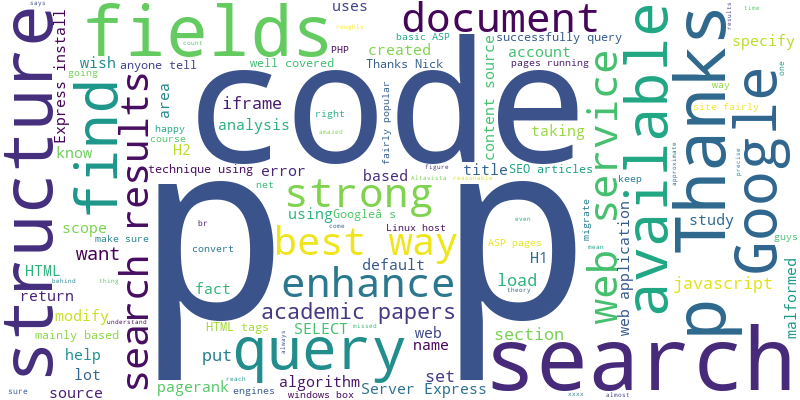 says
uses
document
basic ASP
successfully query
specify
results
time
structure
Express install
wish
anyone tell
going
fields
count
well covered
roughly
PHP
created
Thanks Nick
account
content source
pages running
available
Thanks
Google
find
search results
area
happy
course
know
H2
iframe
analysis
right
amazed
code
fairly popular
taking
Web service
way
site fairly
one
technique using
error
net
based
figure
Altavista
title
reasonable
SEO articles
keep
approximate
precise
scope
make sure
want
HTML
behind
thing
return
fact
br
convert
strong
using
Googleâ s
come
Linux host
best way
default
enhance
academic papers
p p
even
ASP pages
H1
load
theory
migrate
mean
web application
study
guys
javascript
malformed
p
modify
understand
mainly based
help
lot
source
sure
put
HTML tags
SELECT
missed
always
query
web
name
section
search
pagerank
reach
engines
algorithm
windows box
set
Server Express
xxxx
almost